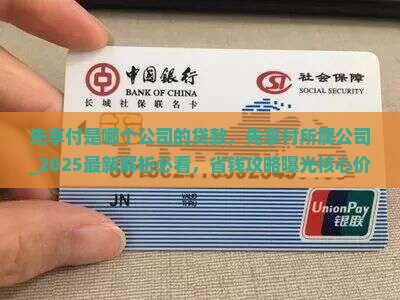 中国银行 社会保障
BANK OF CHINA SOCIAL SECURITY
长城社保联名卡
先享付是哪个公司的贷款，先享付所属公司
_2025最新解析必看，省钱攻略曝光核心价
JN
UnionPay
银联